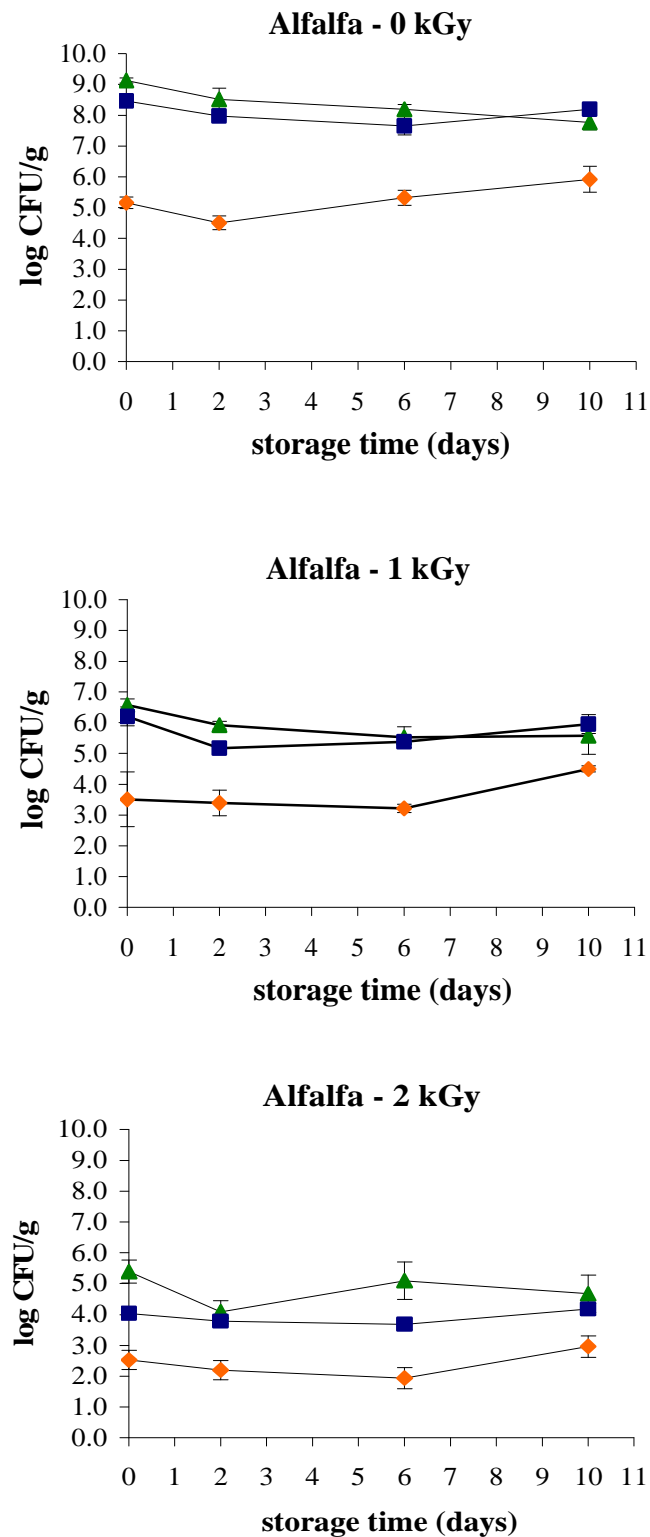 Alfalfa - 0 kGy
10.0
9.0
8.0
7.0
6.0
5.0
4.0
3.0
2.0
1.0
0.0
log CFU/g
0 1 2 3 4 5 6 7 8 9 10 11
storage time (days)
Alfalfa - 1 kGy
10.0
9.0
8.0
7.0
6.0
5.0
4.0
3.0
2.0
1.0
0.0
log CFU/g
0 1 2 3 4 5 6 7 8 9 10 11
storage time (days)
Alfalfa - 2 kGy
10.0
9.0
8.0
7.0
6.0
5.0
4.0
3.0
2.0
1.0
0.0
log CFU/g
0 1 2 3 4 5 6 7 8 9 10 11
storage time (days)